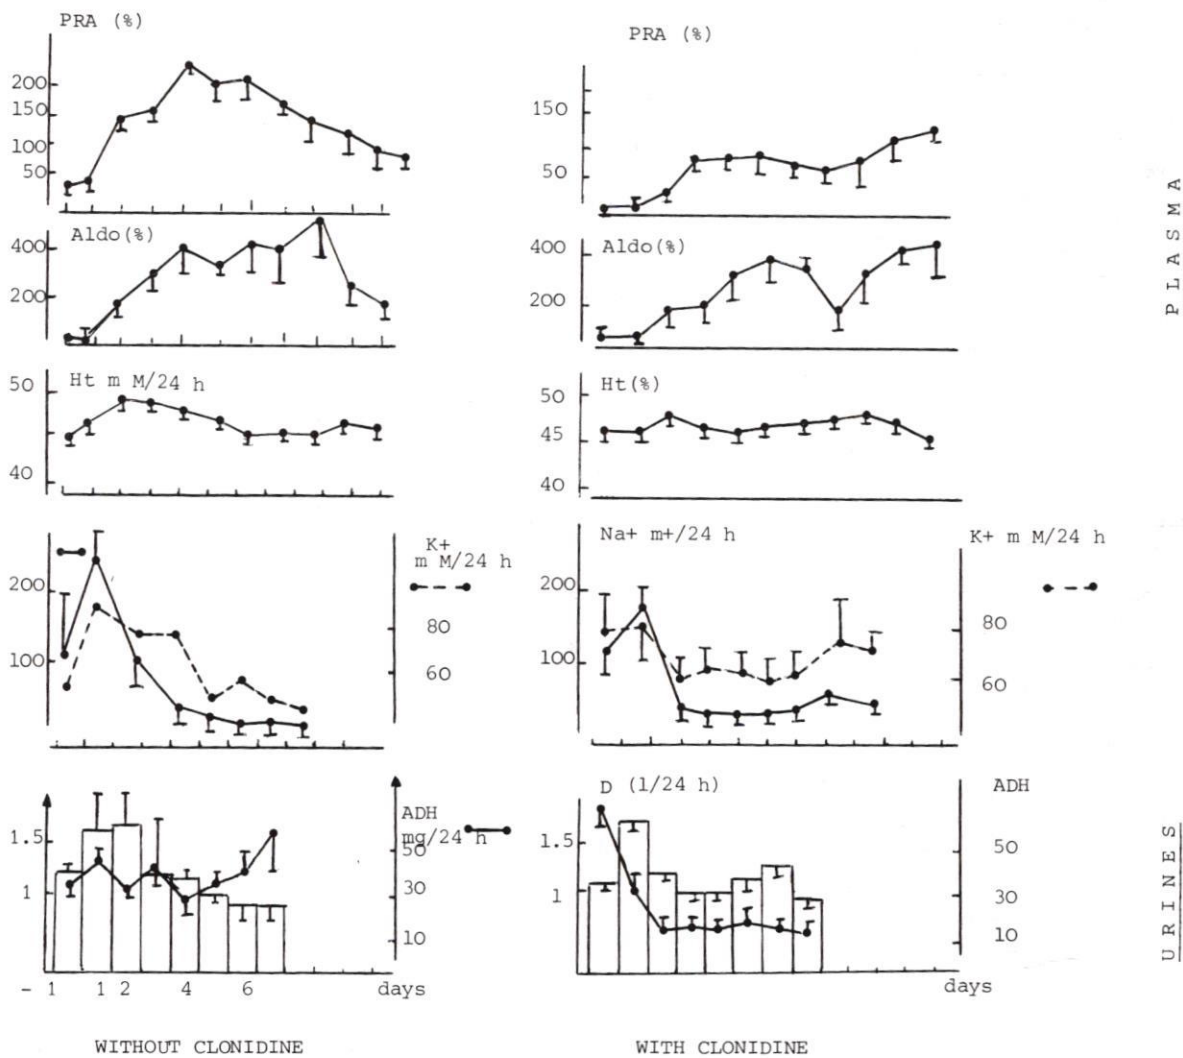 PRA (%)
200
150
100
50
Aldo(%)
400
200
Ht m M/24 h
50
40
K+
m M/24 h
200
100
80
60
ADH
mg/24 h
1.5
1
50
30
10
- 1 1 2 4 6 days
WITHOUT CLONIDINE
PRA (%)
150
50
Aldo(%)
400
200
Ht(%)
50
45
40
Na+ m+/24 h
K+ m M/24 h
200
100
80
60
D (l/24 h)
ADH
1.5
1
50
30
10
days
WITH CLONIDINE
PLASMA
URINES